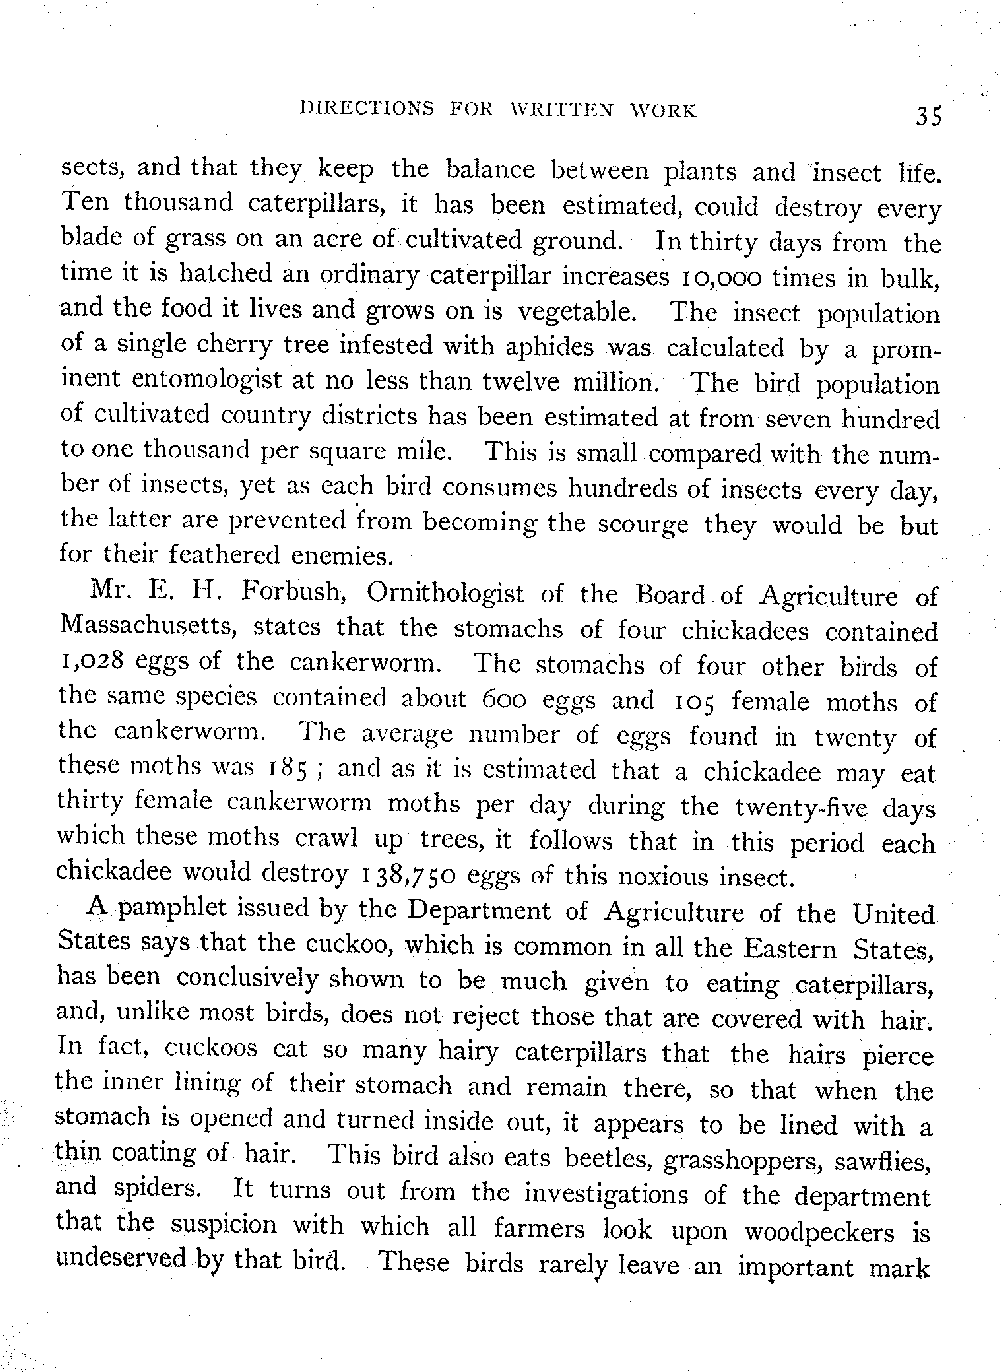 DIRECTIONS FOR WRITTEN WORK 35
sects, and that they keep the balance between plants and insect life.
Ten thousand caterpillars, it has been estimated, could destroy every
blade of grass on an acre of cultivated ground. In thirty days from the
time it is hatched an ordinary caterpillar increases 10,000 times in bulk,
and the food it lives and grows on is vegetable. The insect population
of a single cherry tree infested with aphides was calculated by a prom-
inent entomologist at no less than twelve million. The bird population
of cultivated country districts has been estimated at from seven hundred
to one thousand per square mile. This is small compared with the num-
ber of insects, yet as each bird consumes hundreds of insects every day,
the latter are prevented from becoming the scourge they would be but
for their feathered enemies.
Mr. E. H. Forbush, Ornithologist of the Board of Agriculture of
Massachusetts, states that the stomachs of four chickadees contained
1,028 eggs of the cankerworm. The stomachs of four other birds of
the same species contained about 600 eggs and 105 female moths of
the cankerworm. The average number of eggs found in twenty of
these moths was 185 ; and as it is estimated that a chickadee may eat
thirty female cankerworm moths per day during the twenty-five days
which these moths crawl up trees, it follows that in this period each
chickadee would destroy 138,750 eggs of this noxious insect.
A pamphlet issued by the Department of Agriculture of the United
States says that the cuckoo, which is common in all the Eastern States,
has been conclusively shown to be much given to eating caterpillars,
and, unlike most birds, does not reject those that are covered with hair.
In fact, cuckoos eat so many hairy caterpillars that the hairs pierce
the inner lining of their stomach and remain there, so that when the
stomach is opened and turned inside out, it appears to be lined with a
thin coating of hair. This bird also eats beetles, grasshoppers, sawflies,
and spiders. It turns out from the investigations of the department
that the suspicion with which all farmers look upon woodpeckers is
undeserved by that bird. These birds rarely leave an important mark